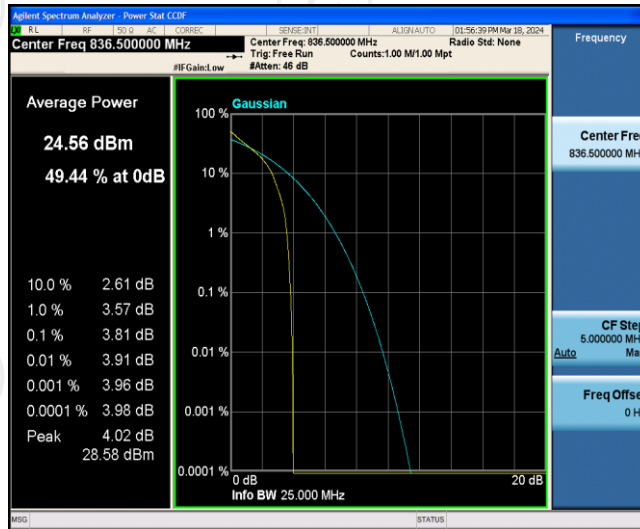 Agilent Spectrum Analyzer - Power Stat CCDF
RL RF 50 Ω AC CORREC SENSE:INT ALIGN AUTO 01:56:39 PM Mar 18, 2024
Center Freq 836.500000 MHz
Center Freq: 836.500000 MHz Radio Std: None
Trig: Free Run Counts:1.00 M/1.00 Mpt
#IFGain:Low #Atten: 46 dB
Frequency
Average Power
24.56 dBm
49.44 % at 0dB
10.0 % 2.61 dB
1.0 % 3.57 dB
0.1 % 3.81 dB
0.01 % 3.91 dB
0.001 % 3.96 dB
0.0001 % 3.98 dB
Peak 4.02 dB
28.58 dBm
Gaussian
100 %
10 %
1 %
0.1 %
0.01 %
0.001 %
0.0001 %
0 dB 20 dB
Info BW 25.000 MHz
Center Fre
836.500000 MH
CF Step
5.000000 MH
Auto Ma
Freq Offse
0 H
MSG STATUS